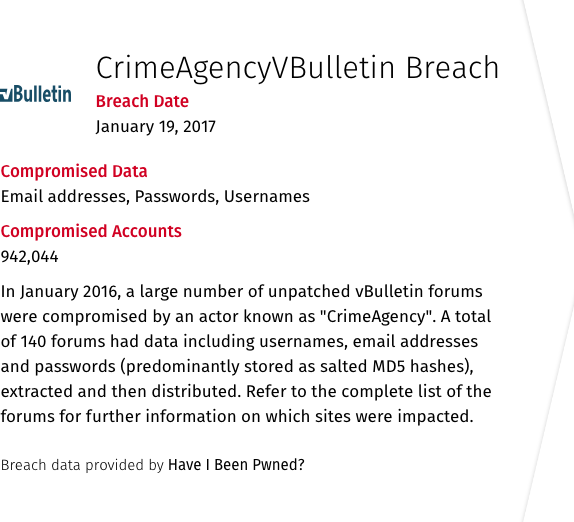 CrimeAgencyVBulletin Breach
vBulletin
Breach Date
January 19, 2017
Compromised Data
Email addresses, Passwords, Usernames
Compromised Accounts
942,044
In January 2016, a large number of unpatched vBulletin forums
were compromised by an actor known as "CrimeAgency". A total
of 140 forums had data including usernames, email addresses
and passwords (predominantly stored as salted MD5 hashes),
extracted and then distributed. Refer to the complete list of the
forums for further information on which sites were impacted.
Breach data provided by Have I Been Pwned?